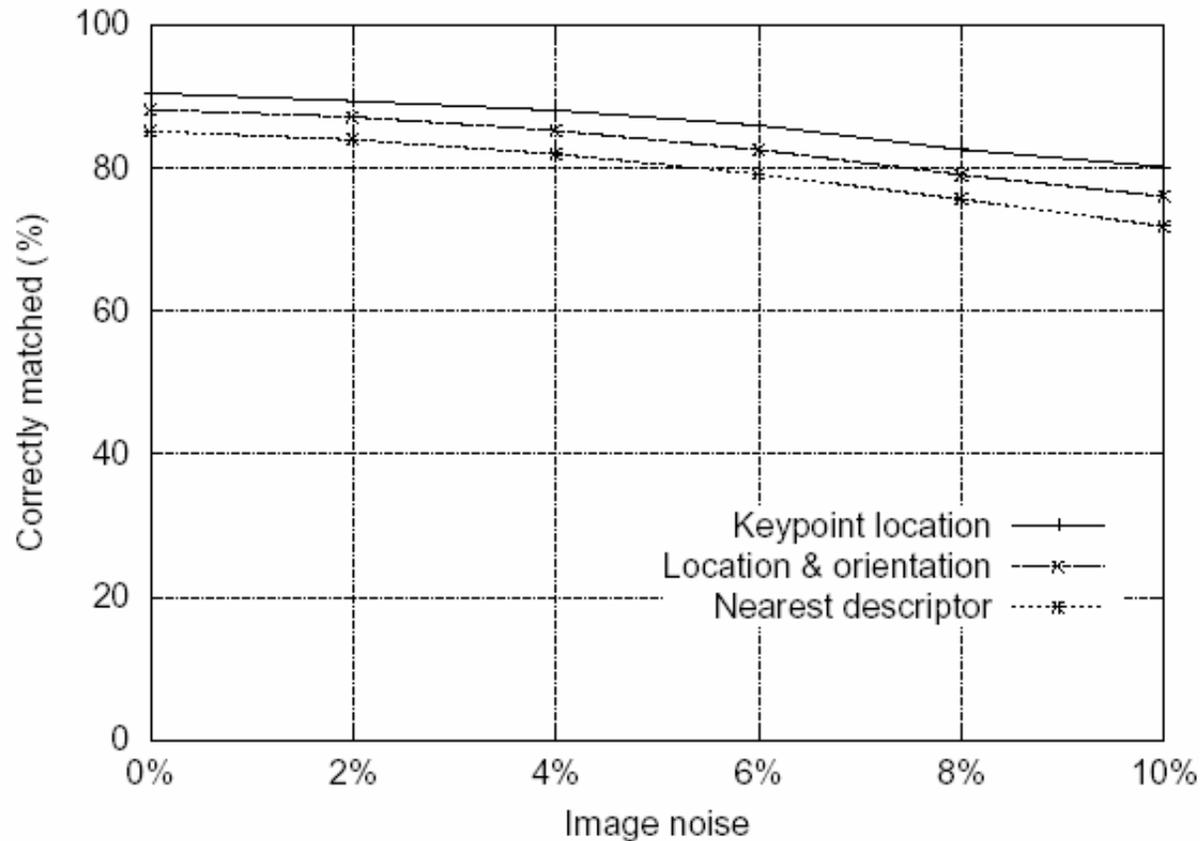 100
80
60
40
20
0
Correctly matched (%)
Keypoint location
Location & orientation
Nearest descriptor
0% 2% 4% 6% 8% 10%
Image noise